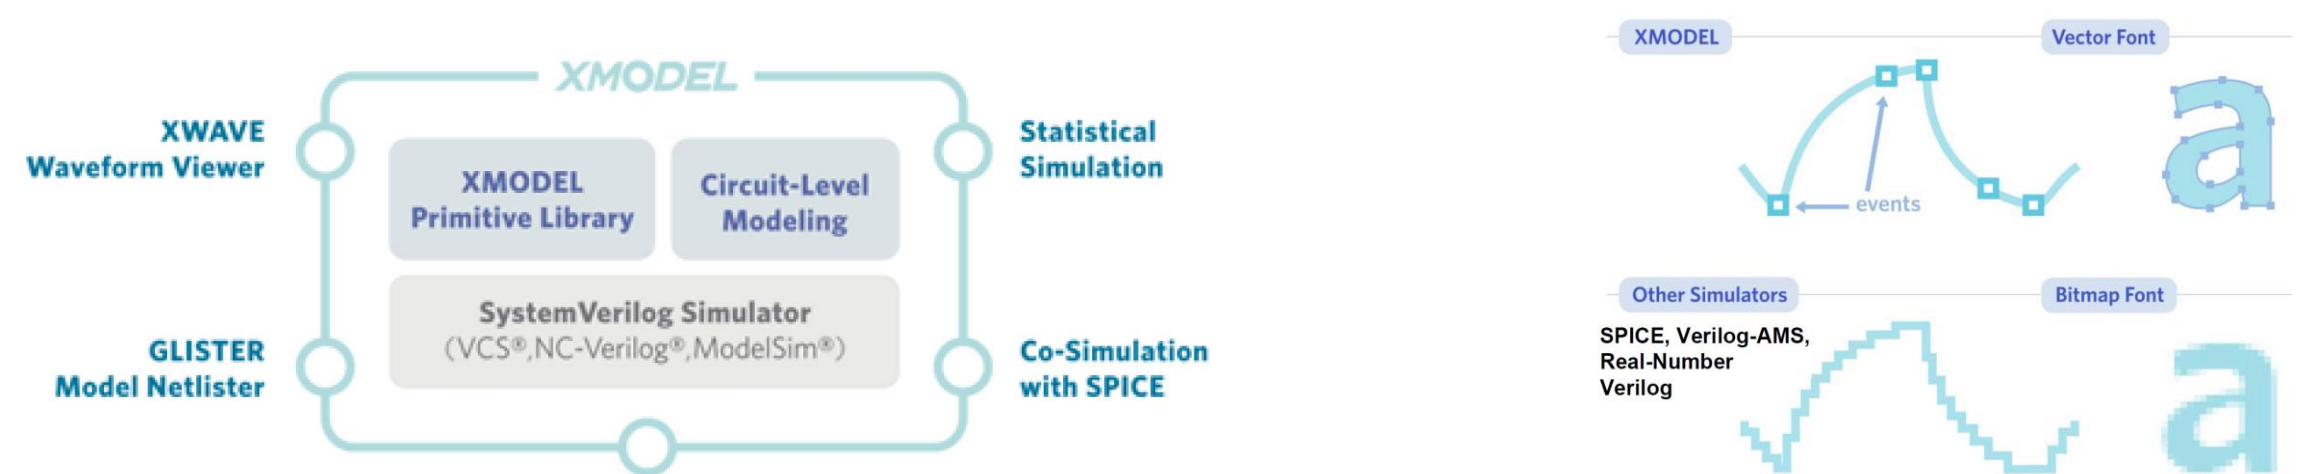 XMODEL
XWAVE
Waveform Viewer
XMODEL
Primitive Library
Circuit-Level
Modeling
Statistical
Simulation
SystemVerilog Simulator
(VCS®,NC-Verilog®,ModelSim®)
GLISTER
Model Netlister
Co-Simulation
with SPICE
XMODEL
Vector Font
events
a
Other Simulators
Bitmap Font
SPICE, Verilog-AMS,
Real-Number
Verilog
a